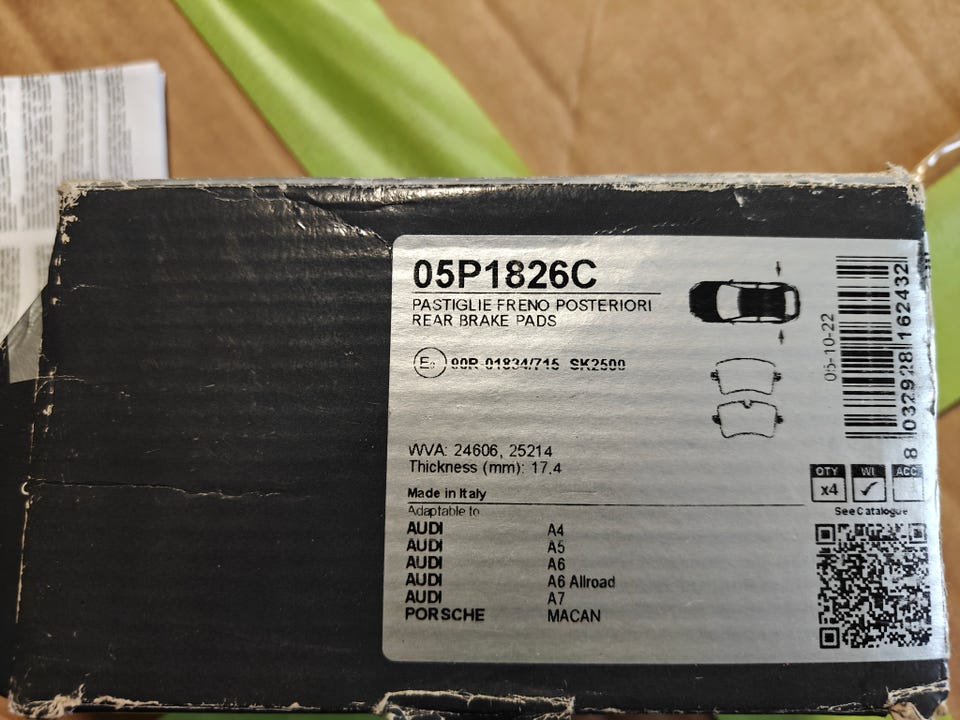 05P1826C
PASTIGLIE FRENO POSTERIORI
REAR BRAKE PADS
90R-01834/715 SK2500
WVA: 24606, 25214
Thickness (mm): 17,4
Made in Italy
Adaptable to
AUDI A4
AUDI A5
AUDI A6
AUDI A6 Allroad
AUDI A7
PORSCHE MACAN
05-10-22
8 032928 162432
QTY WI ACC
x4
See Catalogue